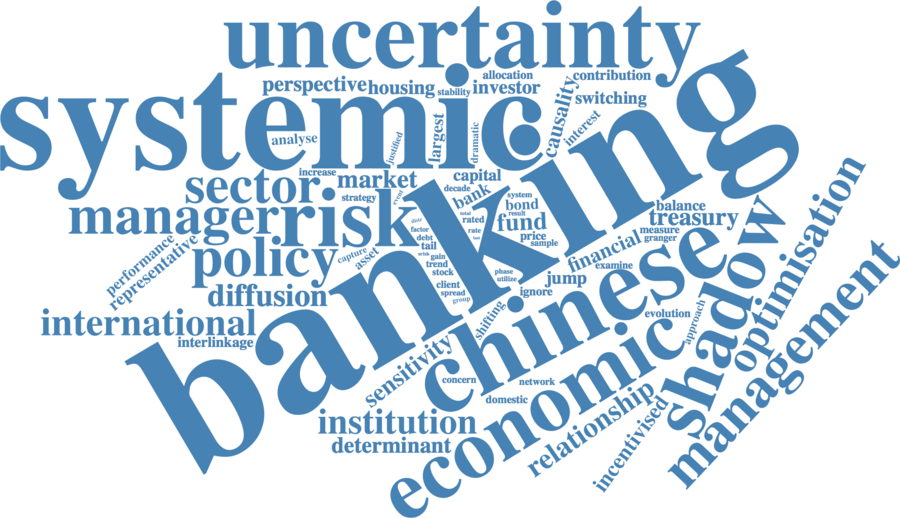 uncertainty
perspective
housing
stability
allocation
investor
contribution
systemic
causality
switching
interest
analyse
justified
largest
dramatic
banking
increase
market
capital
sector
strategy
event
decade
bank
system
bond
result
manager
risk
total
rated
fund
factor
rate
debt
price
sample
tail
balance
treasury
measure
granger
financial
examine
policy
capture
asset
gain
trend
stock
performance
representative
phase
utilize
jump
ignore
client
spread
group
diffusion
shifting
international
interlinkage
chinese
shadow
optimisation
management
sensitivity
concern
network
domestic
evolution
approach
institution
determinant
economic
relationship
incentivised